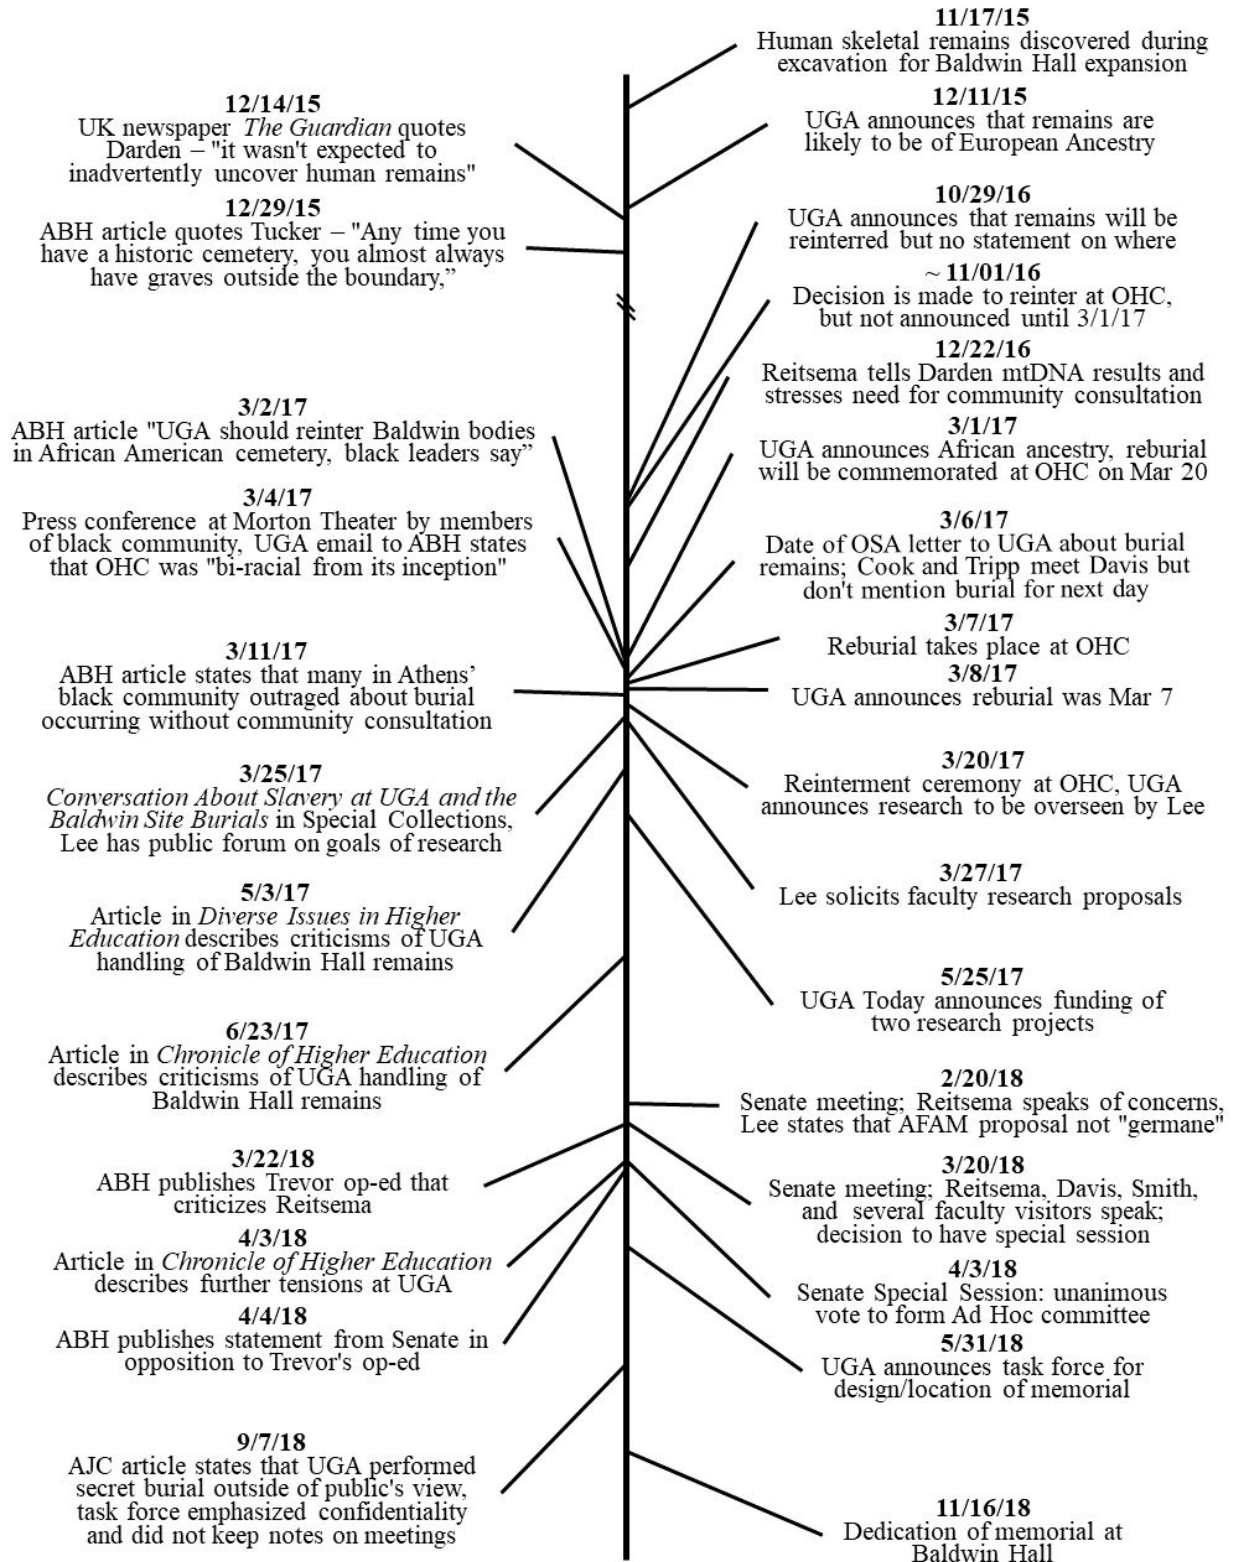 11/17/15
Human skeletal remains discovered during
excavation for Baldwin Hall expansion
12/14/15
UK newspaper The Guardian quotes
Darden – "it wasn't expected to
inadvertently uncover human remains"
12/11/15
UGA announces that remains are
likely to be of European Ancestry
12/29/15
ABH article quotes Tucker – "Any time you
have a historic cemetery, you almost always
have graves outside the boundary,”
10/29/16
UGA announces that remains will be
reinterred but no statement on where
~ 11/01/16
Decision is made to reinter at OHC,
but not announced until 3/1/17
12/22/16
Reitsema tells Darden mtDNA results and
stresses need for community consultation
3/2/17
ABH article "UGA should reinter Baldwin bodies
in African American cemetery, black leaders say”
3/1/17
UGA announces African ancestry, reburial
will be commemorated at OHC on Mar 20
3/4/17
Press conference at Morton Theater by members
of black community, UGA email to ABH states
that OHC was "bi-racial from its inception"
3/6/17
Date of OSA letter to UGA about burial
remains; Cook and Tripp meet Davis but
don't mention burial for next day
3/7/17
Reburial takes place at OHC
3/11/17
ABH article states that many in Athens’
black community outraged about burial
occurring without community consultation
3/8/17
UGA announces reburial was Mar 7
3/20/17
Reinterment ceremony at OHC, UGA
announces research to be overseen by Lee
3/25/17
Conversation About Slavery at UGA and the
Baldwin Site Burials in Special Collections,
Lee has public forum on goals of research
3/27/17
Lee solicits faculty research proposals
5/3/17
Article in Diverse Issues in Higher
Education describes criticisms of UGA
handling of Baldwin Hall remains
5/25/17
UGA Today announces funding of
two research projects
6/23/17
Article in Chronicle of Higher Education
describes criticisms of UGA handling of
Baldwin Hall remains
2/20/18
Senate meeting; Reitsema speaks of concerns,
Lee states that AFAM proposal not "germane"
3/22/18
ABH publishes Trevor op-ed that
criticizes Reitsema
3/20/18
Senate meeting; Reitsema, Davis, Smith,
and several faculty visitors speak;
decision to have special session
4/3/18
Article in Chronicle of Higher Education
describes further tensions at UGA
4/3/18
Senate Special Session: unanimous
vote to form Ad Hoc committee
4/4/18
ABH publishes statement from Senate in
opposition to Trevor's op-ed
5/31/18
UGA announces task force for
design/location of memorial
9/7/18
AJC article states that UGA performed
secret burial outside of public's view,
task force emphasized confidentiality
and did not keep notes on meetings
11/16/18
Dedication of memorial at
Baldwin Hall